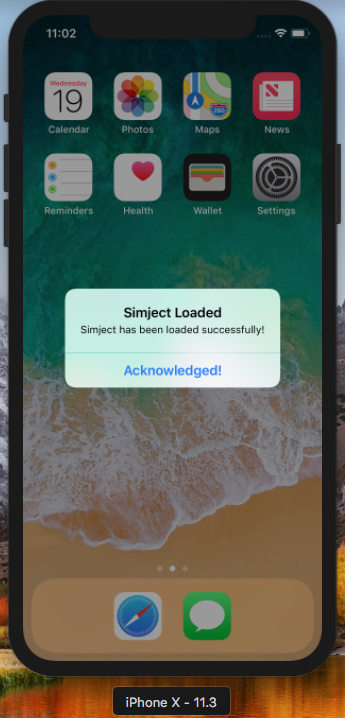 11:02
Wednesday
19
Calendar
Photos
Maps
News
Reminders
Health
Wallet
Settings
Simject Loaded
Simject has been loaded successfully!
Acknowledged!
iPhone X - 11.3